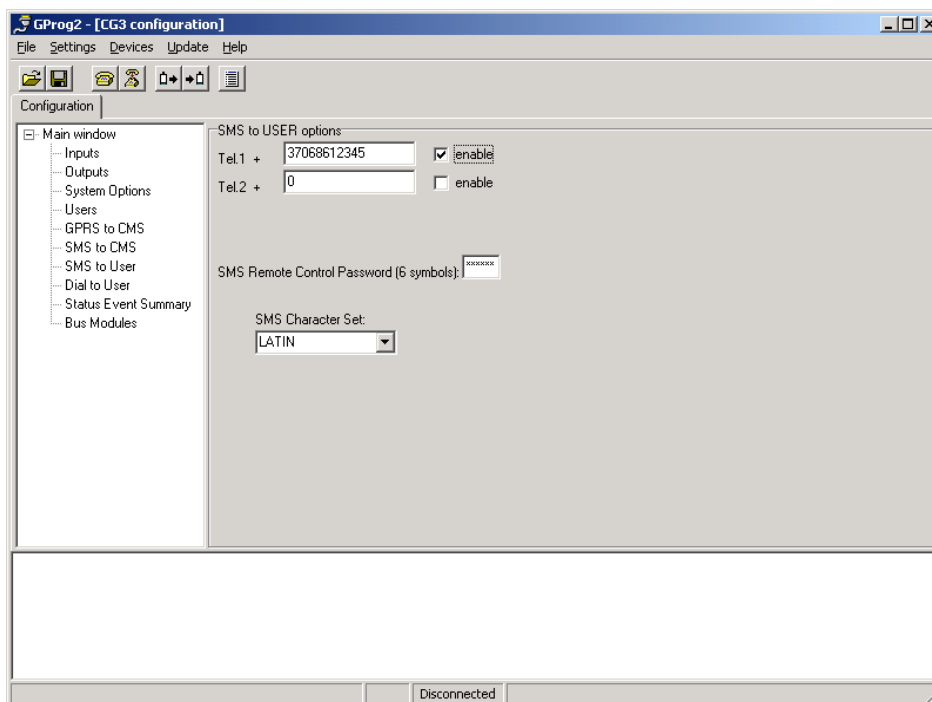 GProg2 - [CG3 configuration]
File Settings Devices Update Help
Configuration
Main window
Inputs
Outputs
System Options
Users
GPRS to CMS
SMS to CMS
SMS to User
Dial to User
Status Event Summary
Bus Modules
SMS to USER options
Tel.1 + 37068612345 enable
Tel.2 + 0 enable
SMS Remote Control Password (6 symbols): ******
SMS Character Set:
LATIN
Disconnected